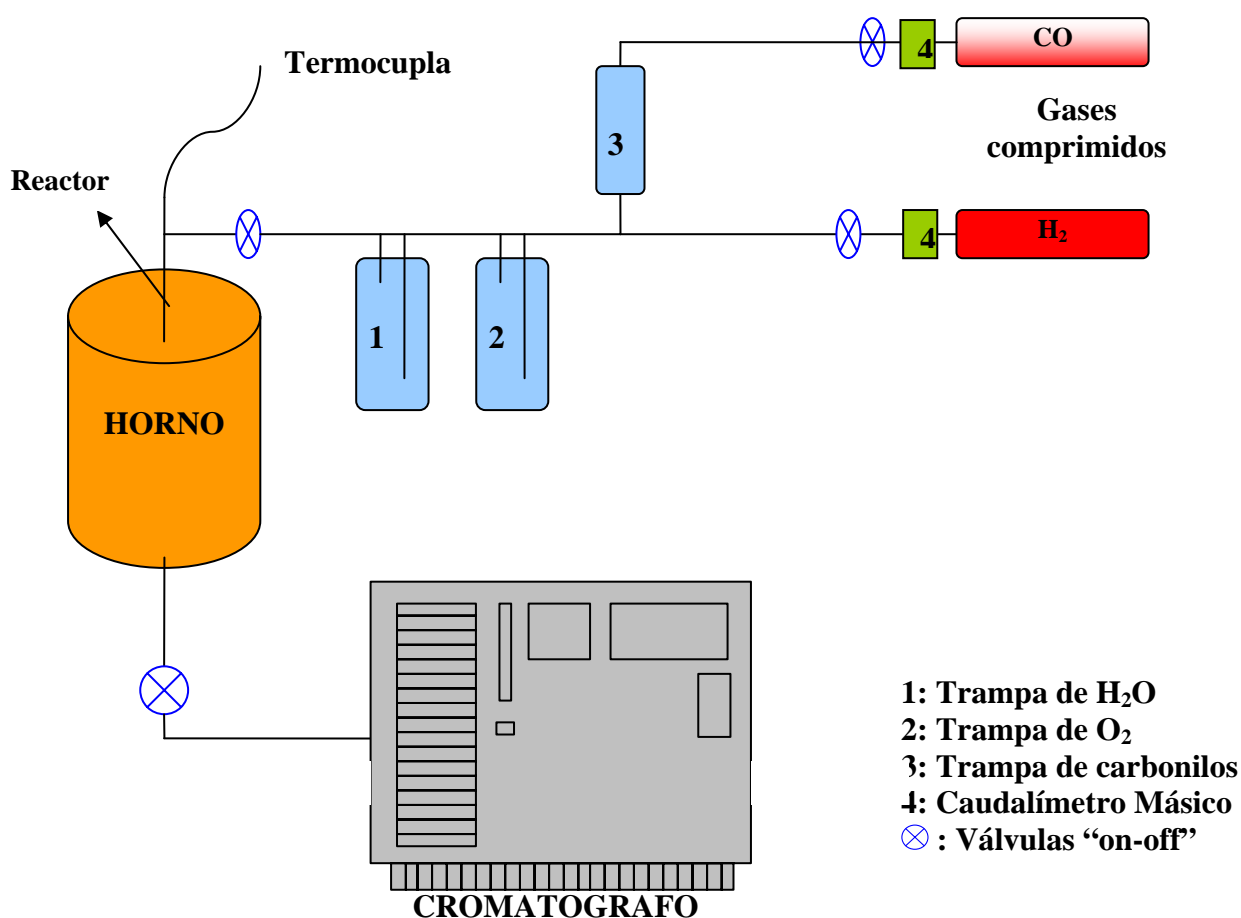 CO
4
Termocupla
Gases
comprimidos
3
Reactor
H₂
4
1
2
HORNO
1: Trampa de H₂O
2: Trampa de O₂
3: Trampa de carbonilos
4: Caudalímetro Másico
⊗ : Válvulas “on-off”
CROMATOGRAFO